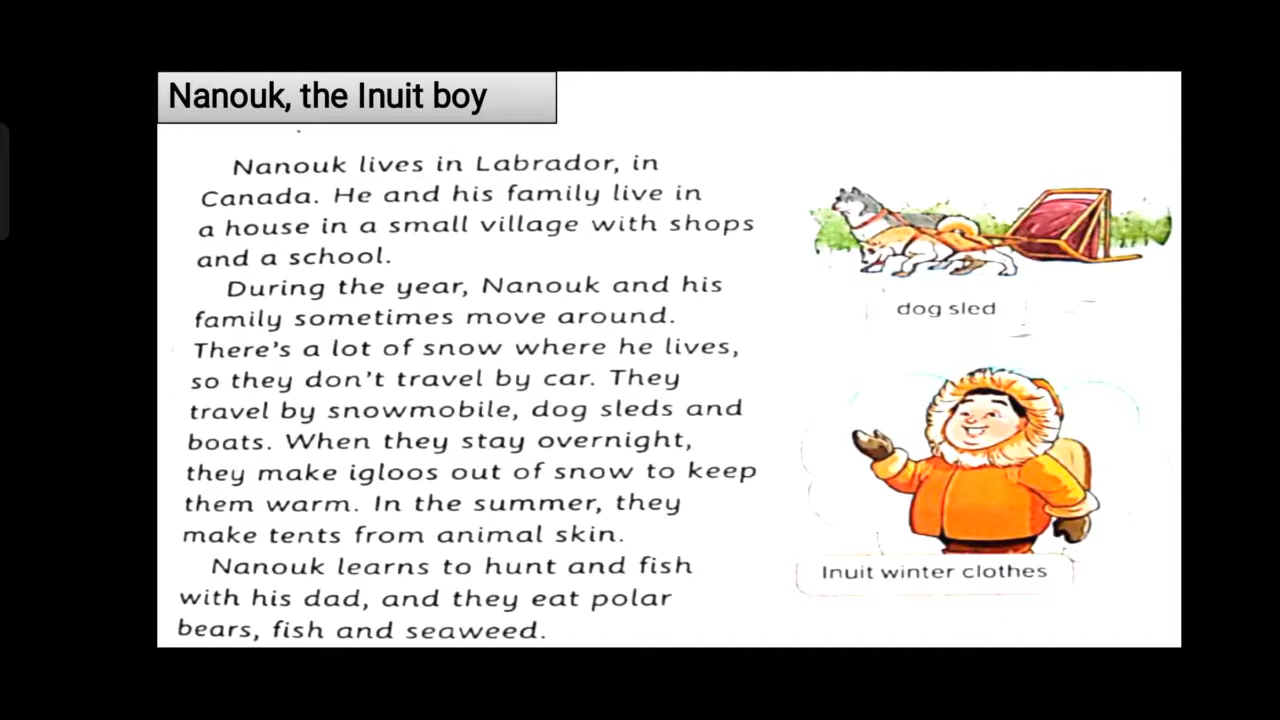 Nanouk, the Inuit boy
Nanouk lives in Labrador, in
Canada. He and his family live in
a house in a small village with shops
and a school.
During the year, Nanouk and his
family sometimes move around.
There's a lot of snow where he lives,
so they don't travel by car. They
travel by snowmobile, dog sleds and
boats. When they stay overnight,
they make igloos out of snow to keep
them warm. In the summer, they
make tents from animal skin.
Nanouk learns to hunt and fish
with his dad, and they eat polar
bears, fish and seaweed.
dog sled
Inuit winter clothes